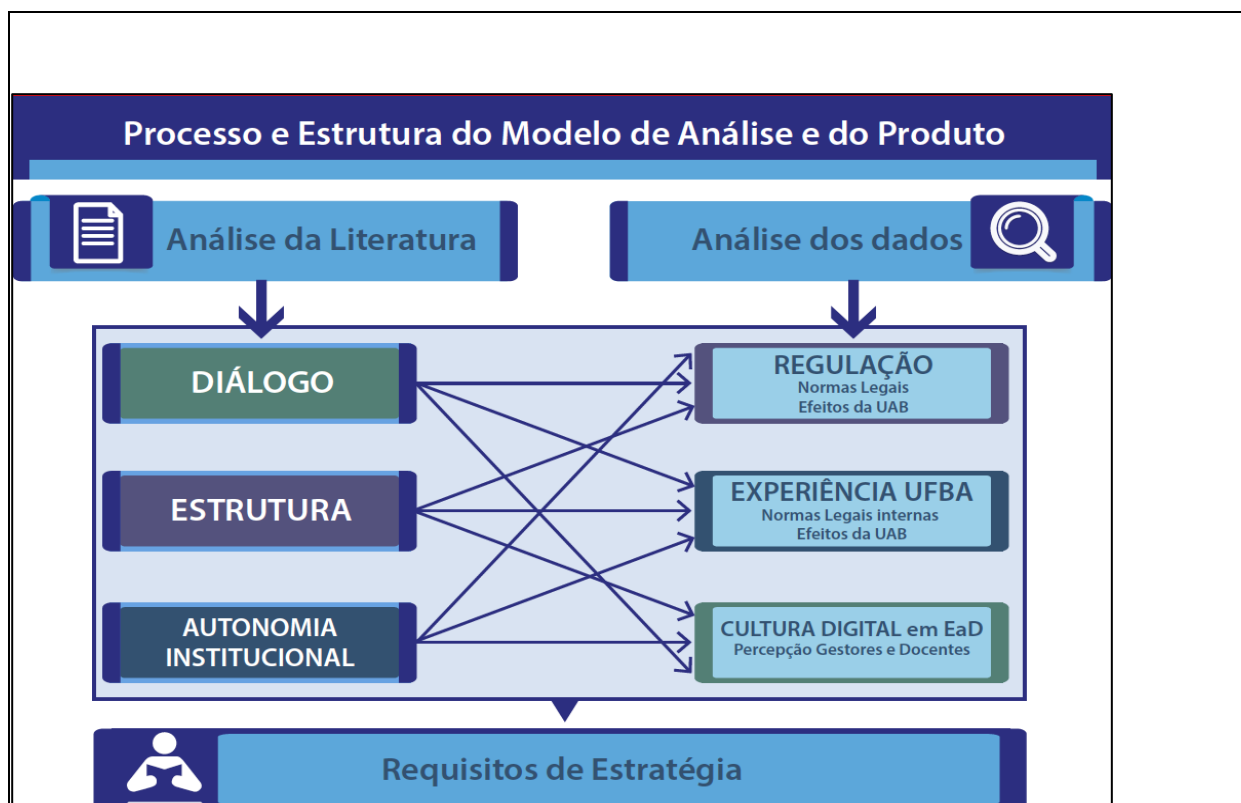 Processo e Estrutura do Modelo de Análise e do Produto
Análise da Literatura
Análise dos dados
DIÁLOGO
REGULAÇÃO
Normas Legais
Efeitos da UAB
ESTRUTURA
EXPERIÊNCIA UFBA
Normas Legais internas
Efeitos da UAB
AUTONOMIA
INSTITUCIONAL
CULTURA DIGITAL em EaD
Percepção Gestores e Docentes
Requisitos de Estratégia